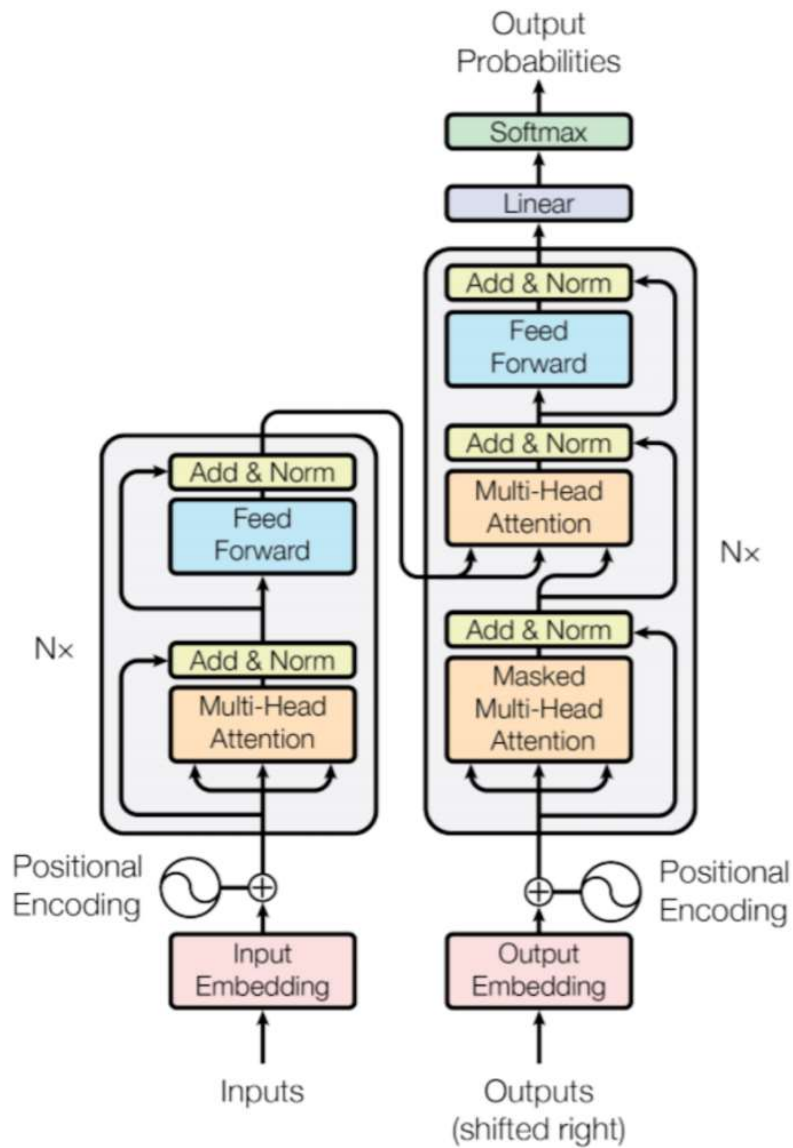 Output
Probabilities
Softmax
Linear
Add & Norm
Feed
Forward
Add & Norm
Multi-Head
Attention
Add & Norm
Masked
Multi-Head
Attention
Nx
Add & Norm
Feed
Forward
Add & Norm
Multi-Head
Attention
Nx
Positional
Encoding
Positional
Encoding
Input
Embedding
Output
Embedding
Inputs
Outputs
(shifted right)